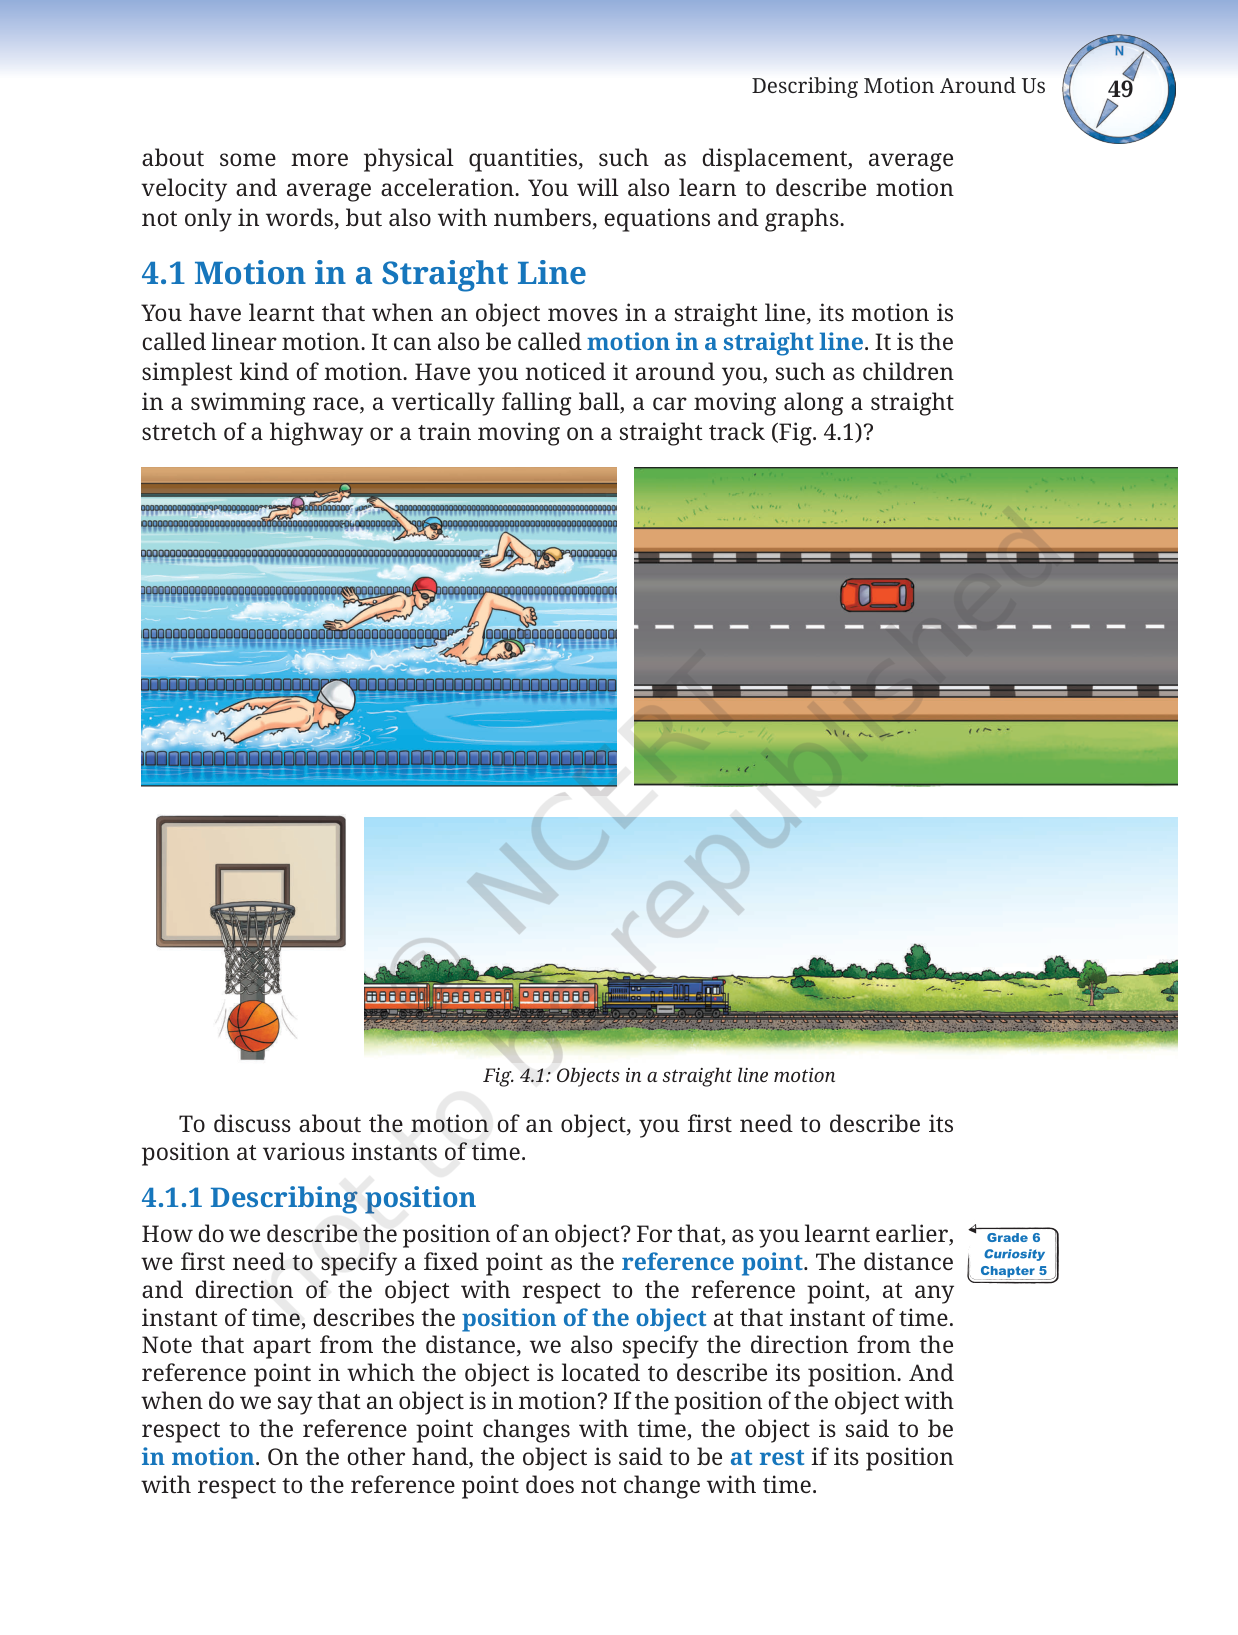 Describing Motion Around Us
N
49
about some more physical quantities, such as displacement, average
velocity and average acceleration. You will also learn to describe motion
not only in words, but also with numbers, equations and graphs.
4.1 Motion in a Straight Line
You have learnt that when an object moves in a straight line, its motion is
called linear motion. It can also be called motion in a straight line. It is the
simplest kind of motion. Have you noticed it around you, such as children
in a swimming race, a vertically falling ball, a car moving along a straight
stretch of a highway or a train moving on a straight track (Fig. 4.1)?
Fig. 4.1: Objects in a straight line motion
To discuss about the motion of an object, you first need to describe its
position at various instants of time.
4.1.1 Describing position
How do we describe the position of an object? For that, as you learnt earlier,
we first need to specify a fixed point as the reference point. The distance
and direction of the object with respect to the reference point, at any
instant of time, describes the position of the object at that instant of time.
Note that apart from the distance, we also specify the direction from the
reference point in which the object is located to describe its position. And
when do we say that an object is in motion? If the position of the object with
respect to the reference point changes with time, the object is said to be
in motion. On the other hand, the object is said to be at rest if its position
with respect to the reference point does not change with time.
Grade 6
Curiosity
Chapter 5
© NCERT
not to be republished